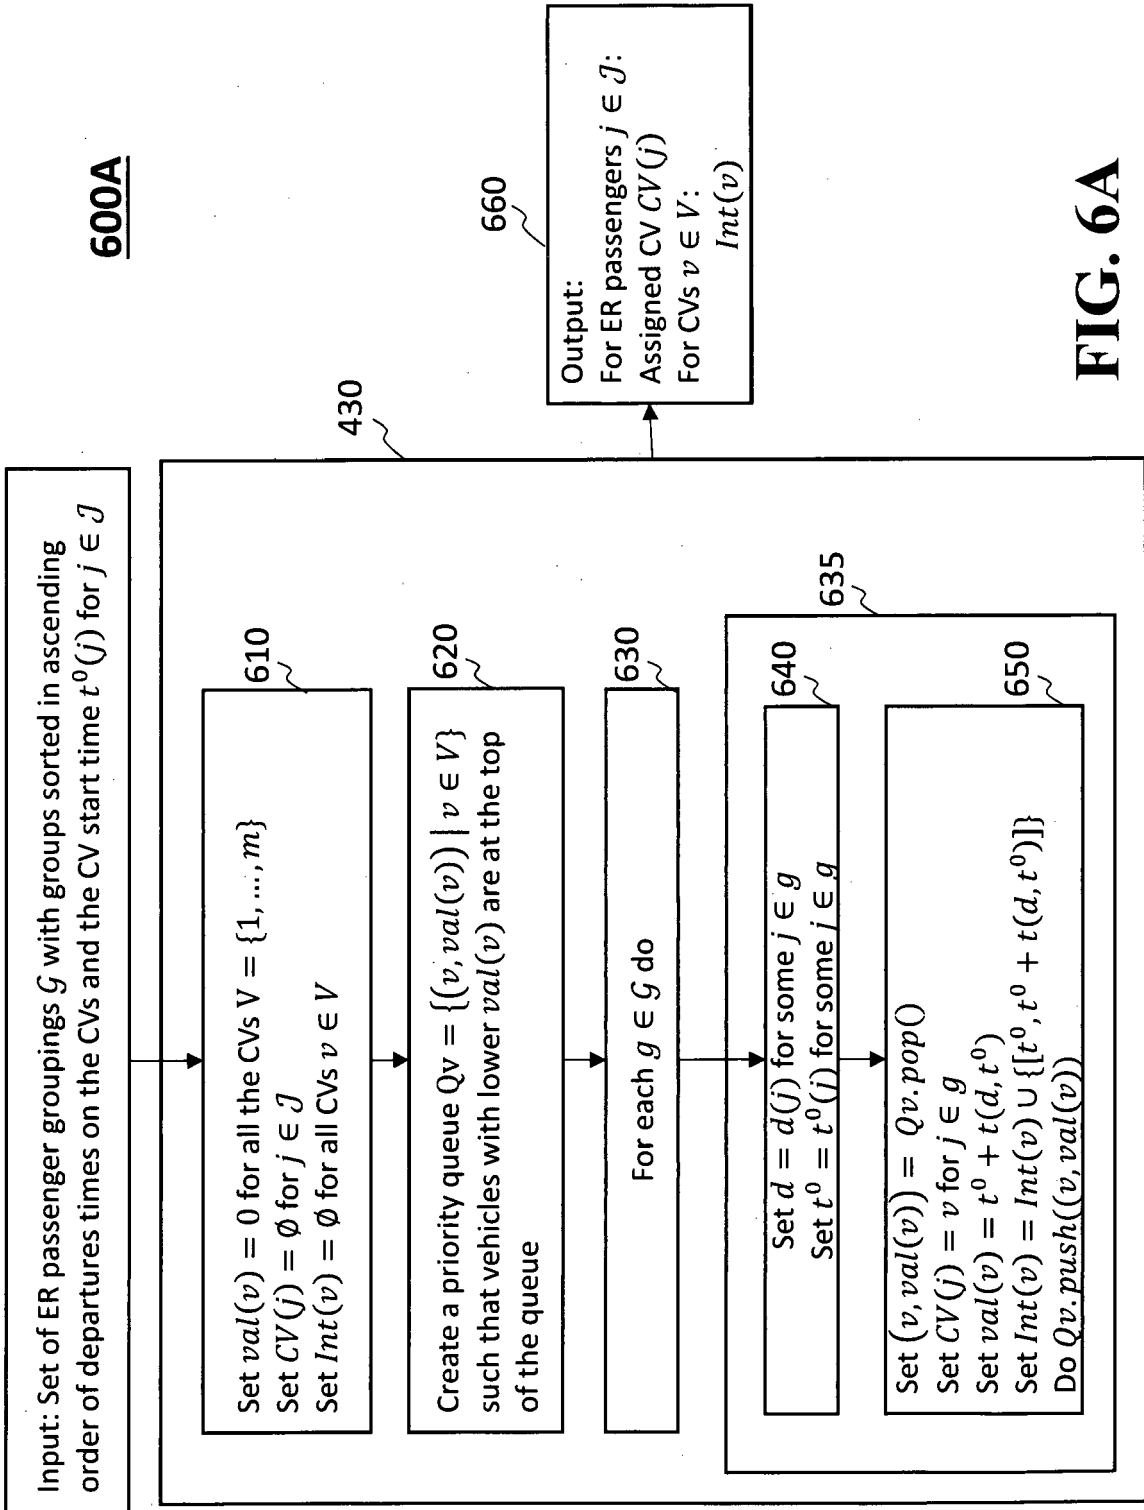 600A
Input: Set of ER passenger groupings 𝒢 with groups sorted in ascending
order of departures times on the CVs and the CV start time t⁰(j) for j ∈ 𝒥
430
610
Set val(v) = 0 for all the CVs V = {1, … , m}
Set CV(j) = ∅ for j ∈ 𝒥
Set Int(v) = ∅ for all CVs v ∈ V
620
Create a priority queue Qv = {(v, val(v)) | v ∈ V}
such that vehicles with lower val(v) are at the top
of the queue
630
For each g ∈ 𝒢 do
635
640
Set d = d(j) for some j ∈ g
Set t⁰ = t⁰(j) for some j ∈ g
650
Set (v, val(v)) = Qv.pop()
Set CV(j) = v for j ∈ g
Set val(v) = t⁰ + t(d, t⁰)
Set Int(v) = Int(v) ∪ {[t⁰, t⁰ + t(d, t⁰)]}
Do Qv.push((v, val(v))
660
Output:
For ER passengers j ∈ 𝒥:
Assigned CV CV(j)
For CVs v ∈ V:
Int(v)
FIG. 6A